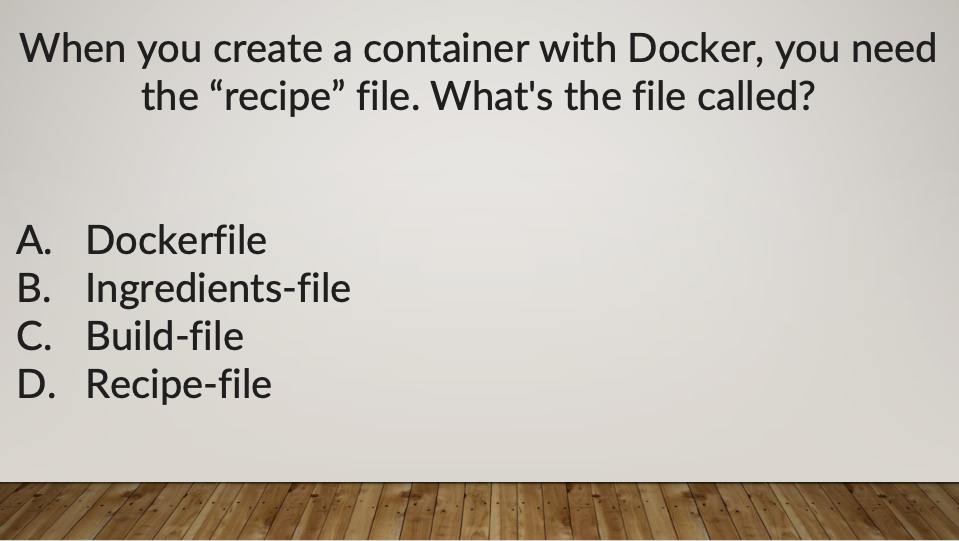 When you create a container with Docker, you need
the “recipe” file. What's the file called?
A. Dockerfile
B. Ingredients-file
C. Build-file
D. Recipe-file